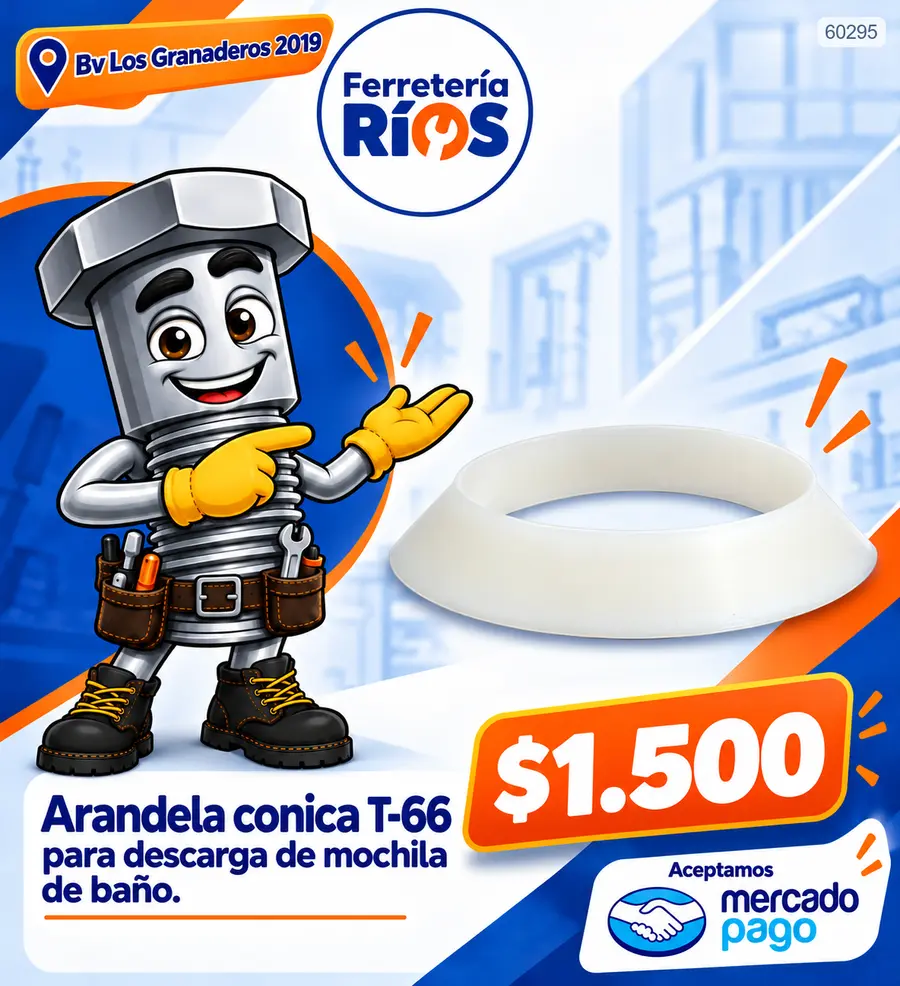 Bv Los Granaderos 2019
Ferretería
RÍOS
60295
$1.500
Arandela conica T-66
para descarga de mochila
de baño.
Aceptamos
mercado
pago